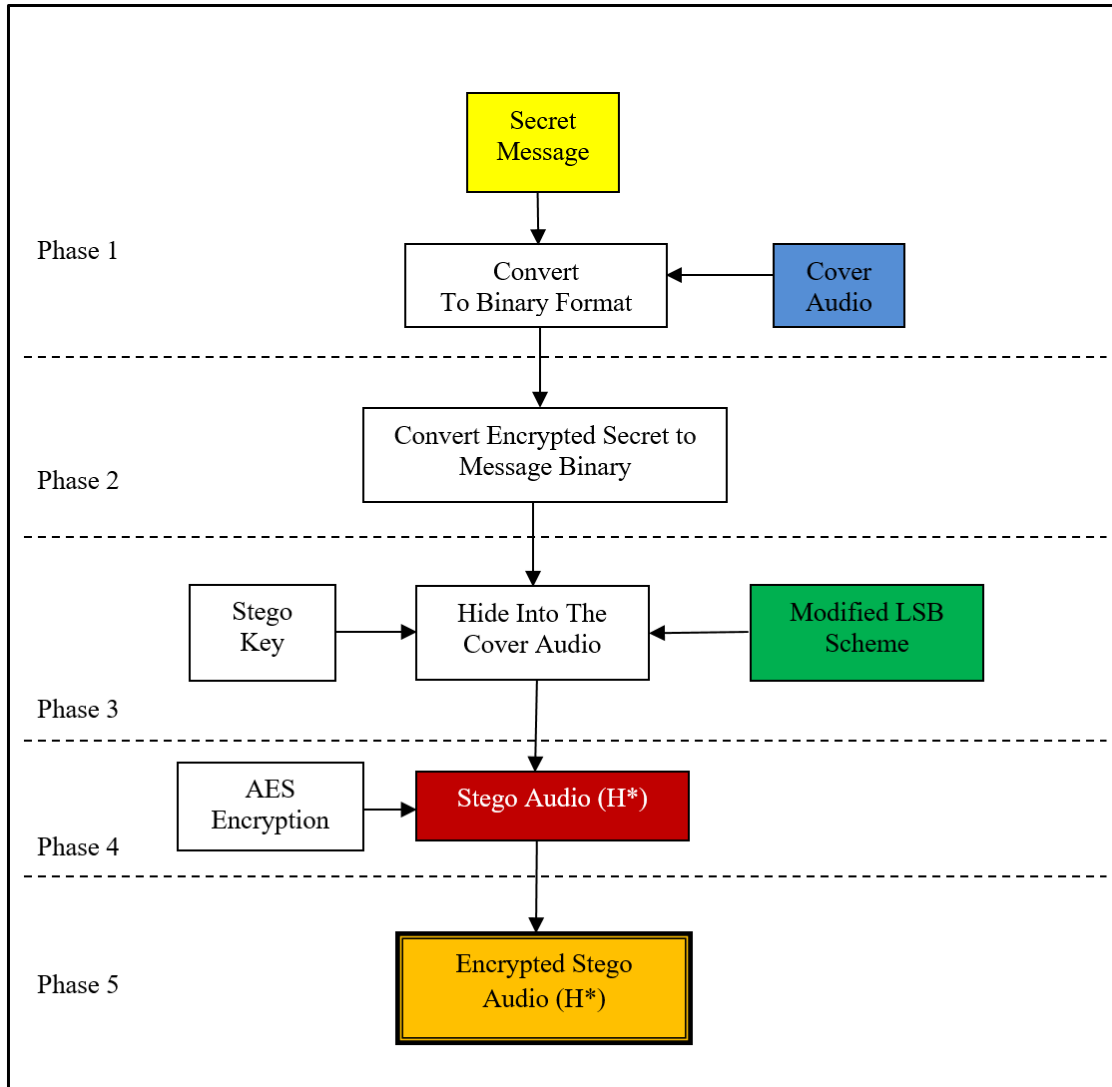 Secret
Message
Phase 1
Convert
To Binary Format
Cover
Audio
Convert Encrypted Secret to
Message Binary
Phase 2
Stego
Key
Hide Into The
Cover Audio
Modified LSB
Scheme
Phase 3
AES
Encryption
Stego Audio (H*)
Phase 4
Encrypted Stego
Audio (H*)
Phase 5